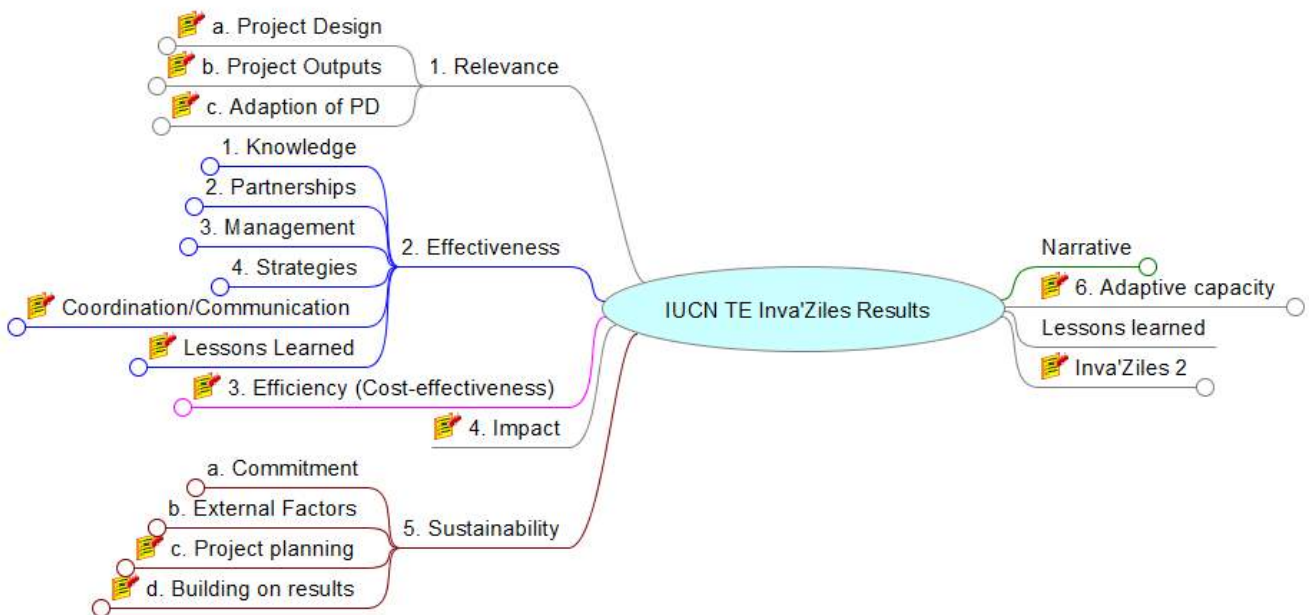 a. Project Design
b. Project Outputs
c. Adaption of PD
1. Relevance
1. Knowledge
2. Partnerships
3. Management
4. Strategies
Coordination/Communication
Lessons Learned
2. Effectiveness
3. Efficiency (Cost-effectiveness)
4. Impact
a. Commitment
b. External Factors
c. Project planning
d. Building on results
5. Sustainability
IUCN TE Inva'Ziles Results
Narrative
6. Adaptive capacity
Lessons learned
Inva'Ziles 2